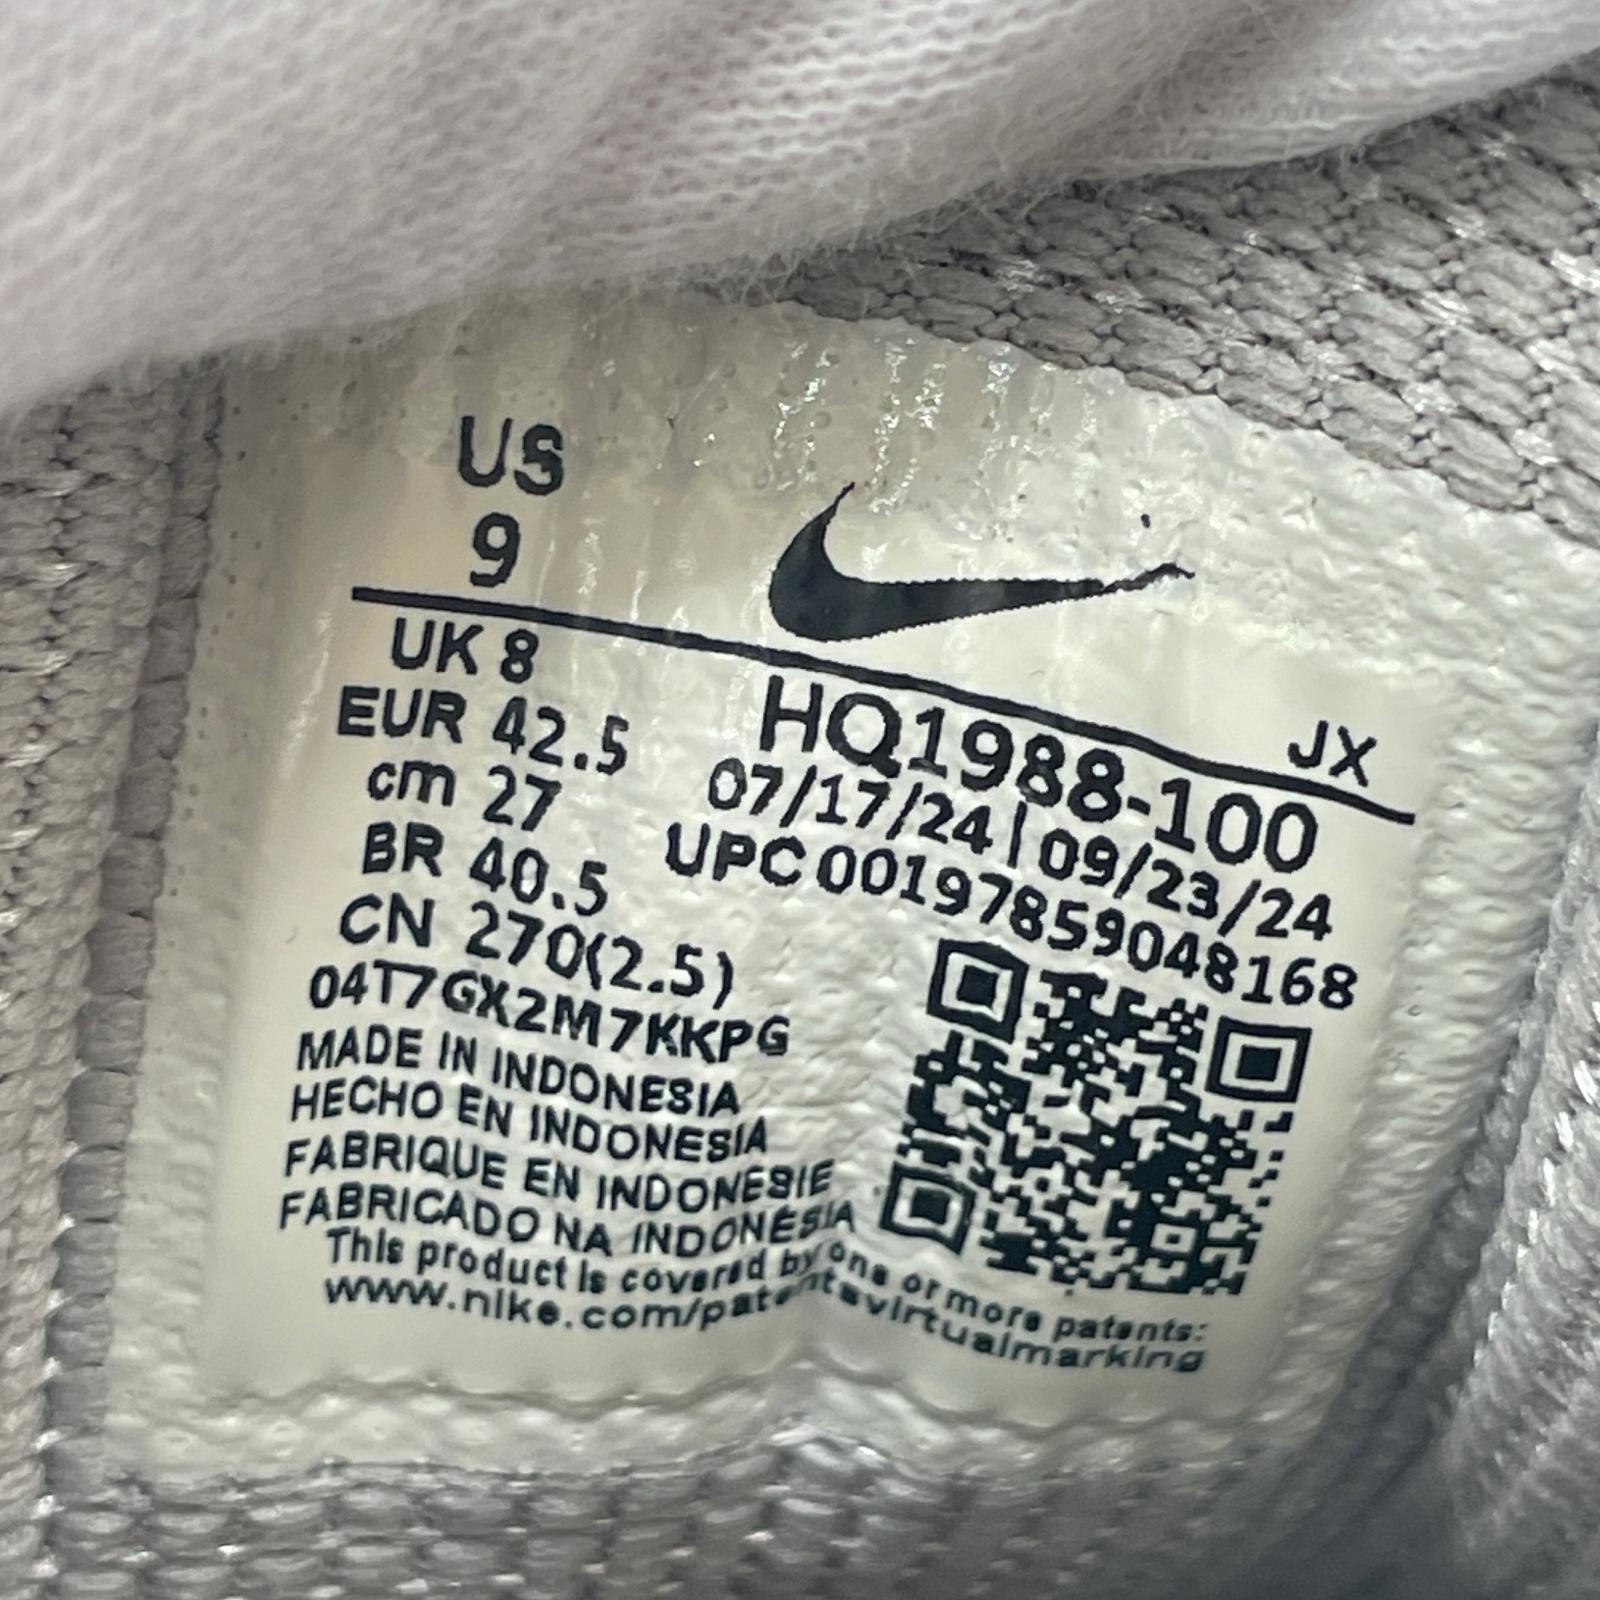 US
9
UK 8
EUR 42.5
cm 27
BR 40.5
CN 270(2.5)
04T7GX2M7KKPG
MADE IN INDONESIA
HECHO EN INDONESIA
FABRIQUE EN INDONESIE
FABRICADO NA INDONÉSIA
JX
HQ1988-100
07/17/24 | 09/23/24
UPC 00197859048168
This product is covered by one or more patents:
www.nike.com/patentsvirtualmarking